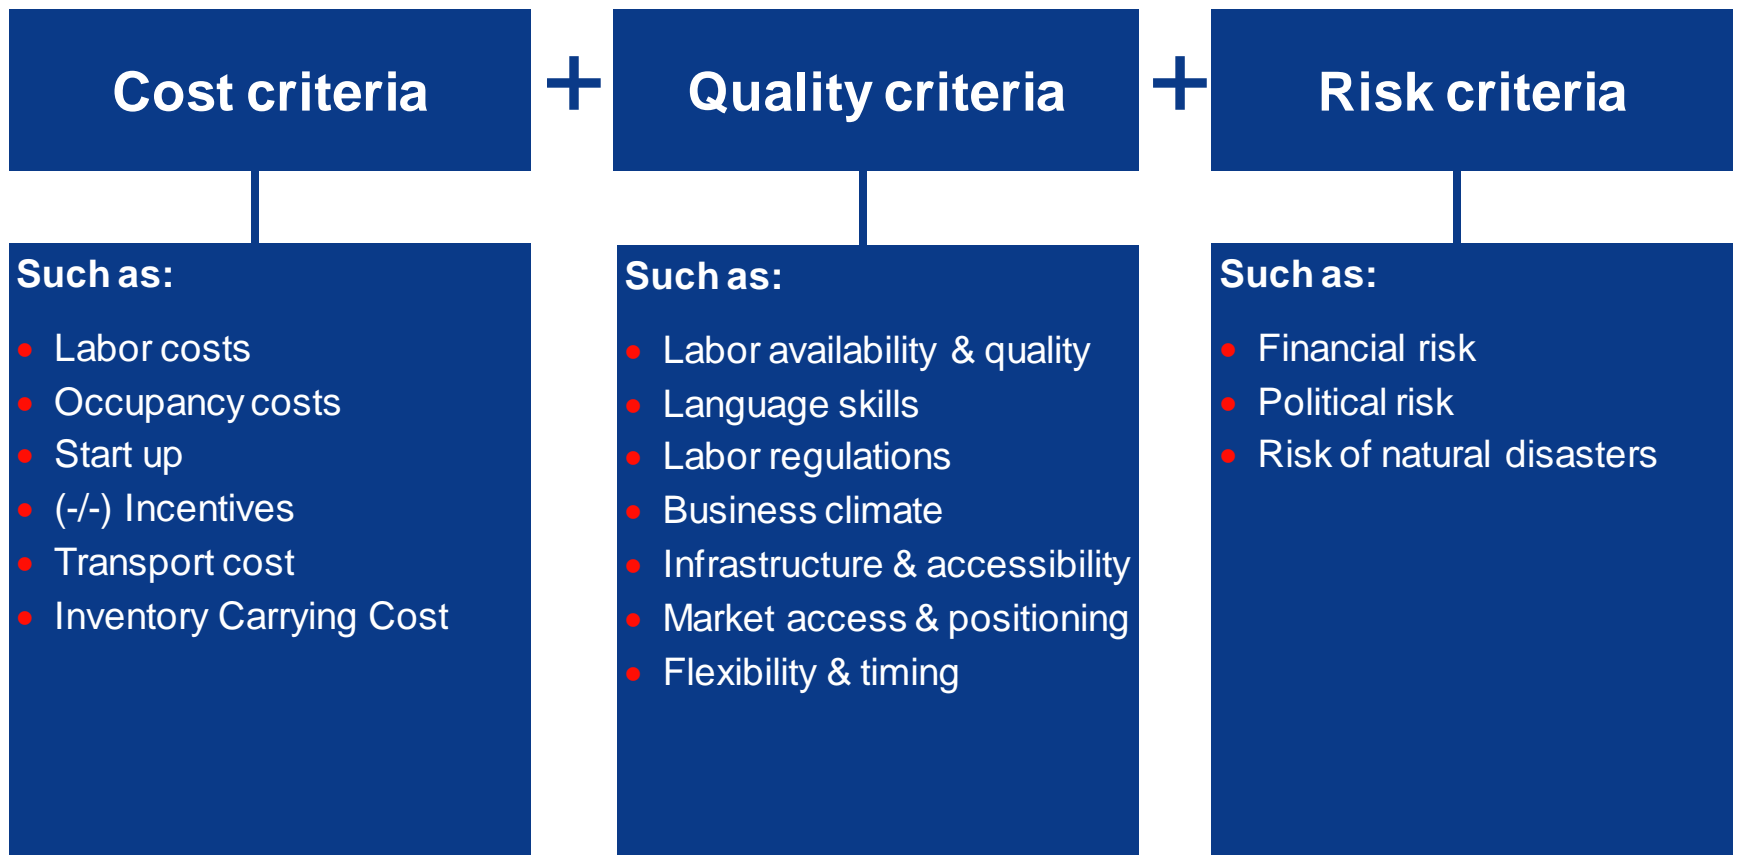 Cost criteria
+
Quality criteria
+
Risk criteria
Such as:
• Labor costs
• Occupancy costs
• Start up
• (-/-) Incentives
• Transport cost
• Inventory Carrying Cost
Such as:
• Labor availability & quality
• Language skills
• Labor regulations
• Business climate
• Infrastructure & accessibility
• Market access & positioning
• Flexibility & timing
Such as:
• Financial risk
• Political risk
• Risk of natural disasters